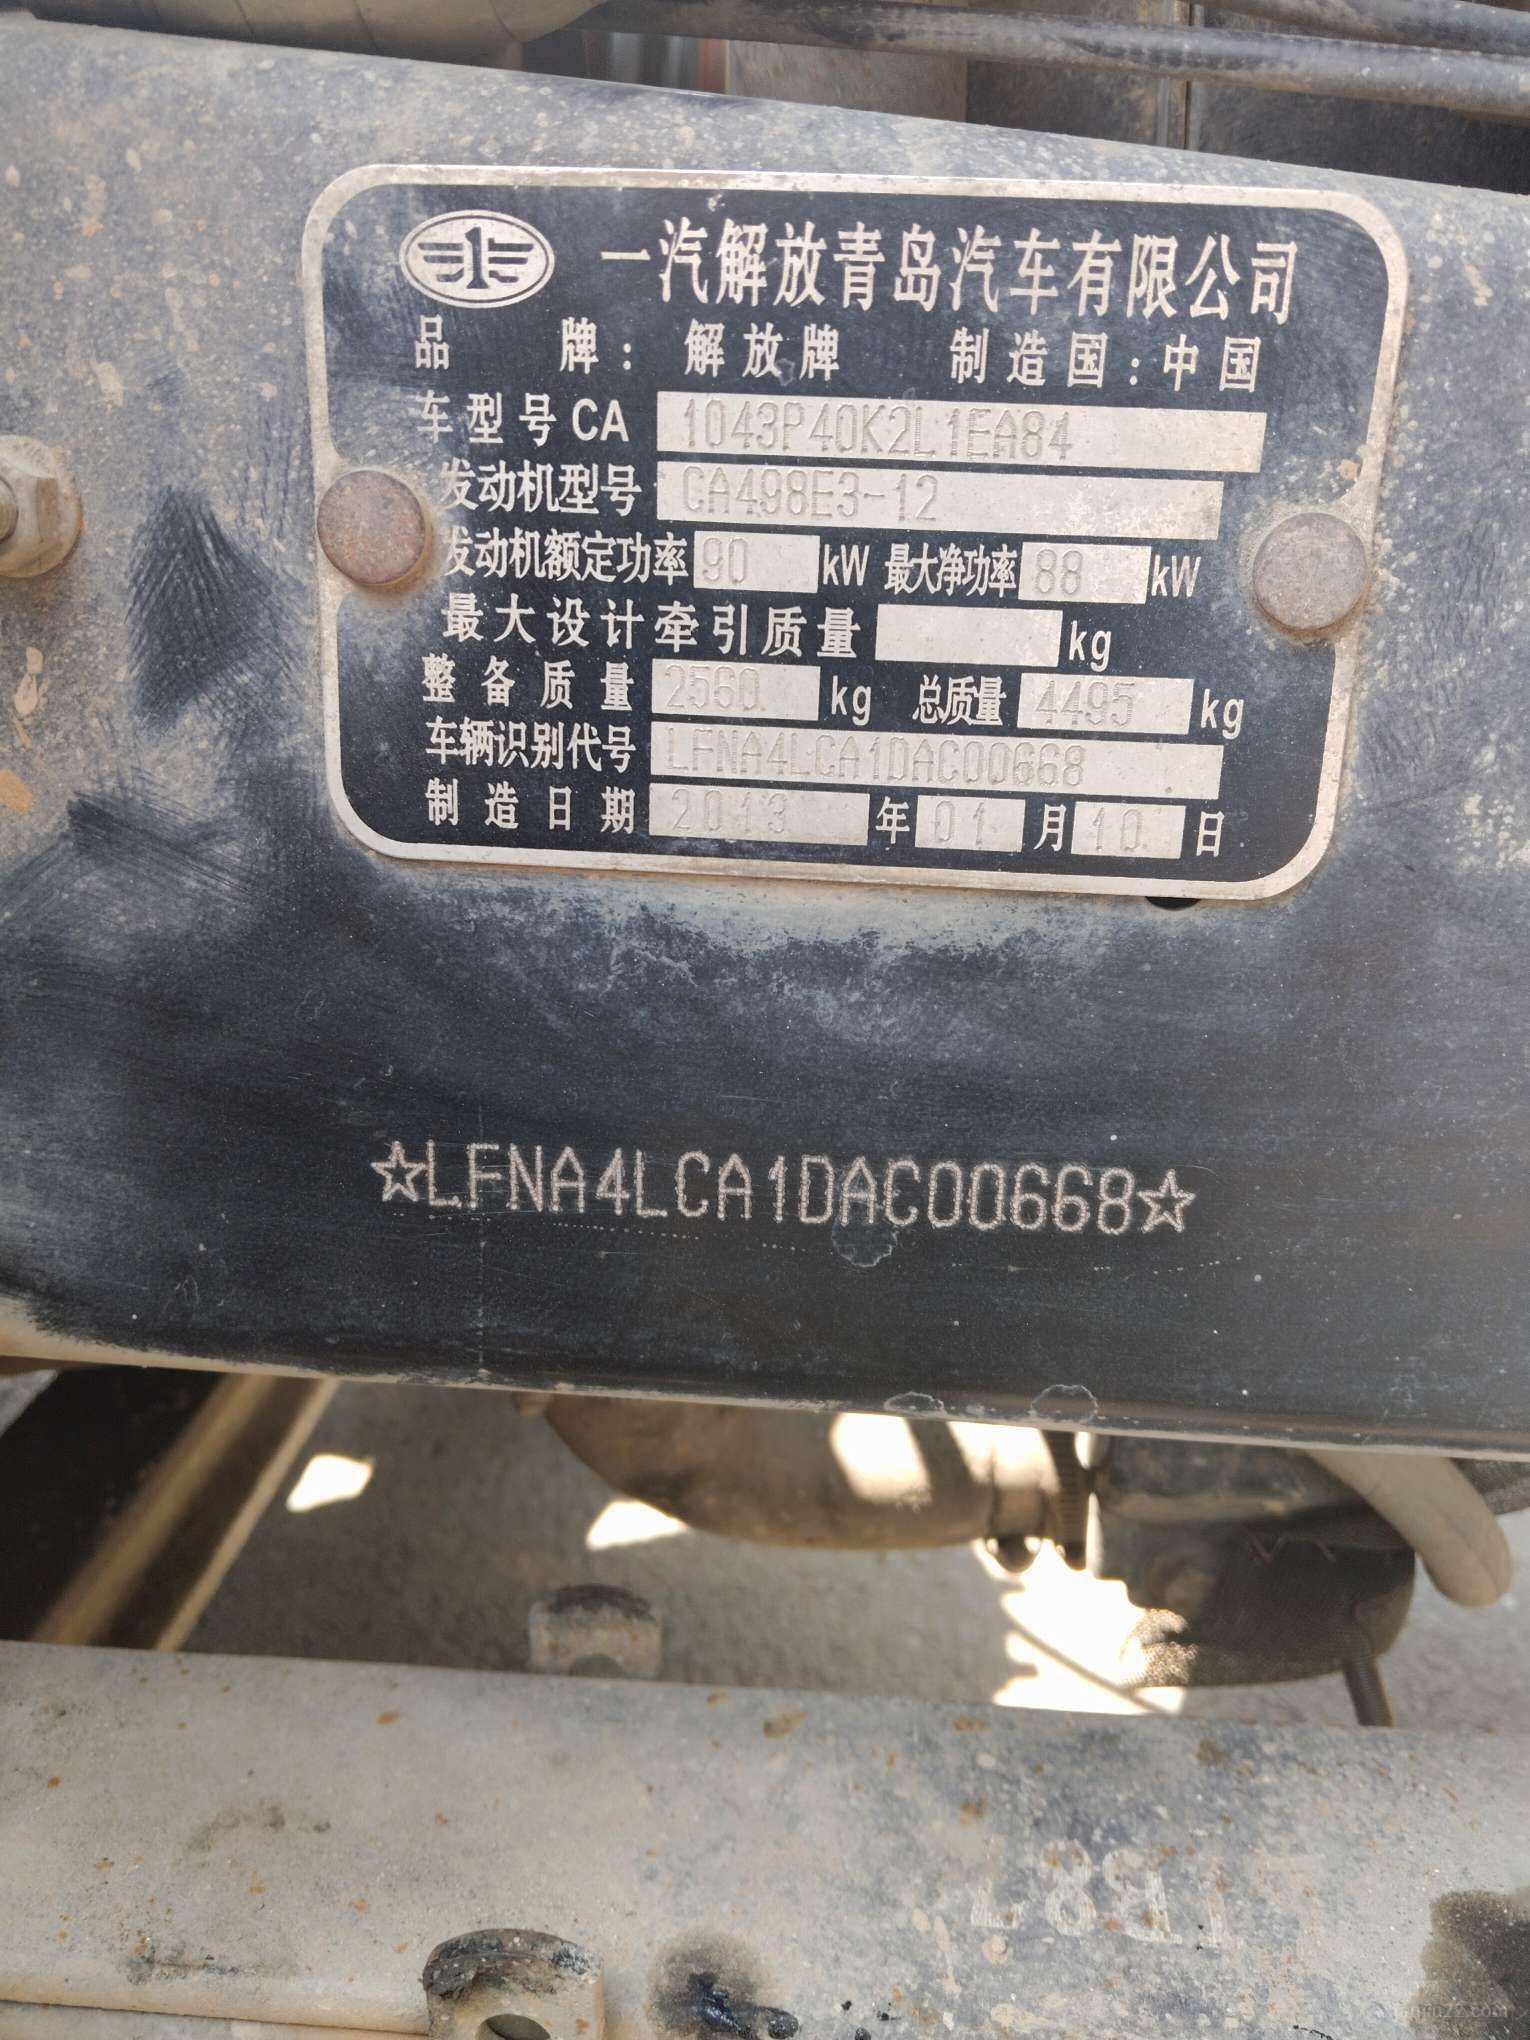 一汽解放青岛汽车有限公司
品 牌： 解放牌 制造国：中国
车型号CA 1043P40K2L1EA84
发动机型号 CA498E3-12
发动机额定功率 90 kW 最大净功率 88 kW
最大设计牵引质量 kg
整备质量 2560 kg 总质量 4495 kg
车辆识别代号 LFNA4LCA1DAC00668
制造日期 2013 年 01 月 10 日
☆LFNA4LCA1DAC00668☆